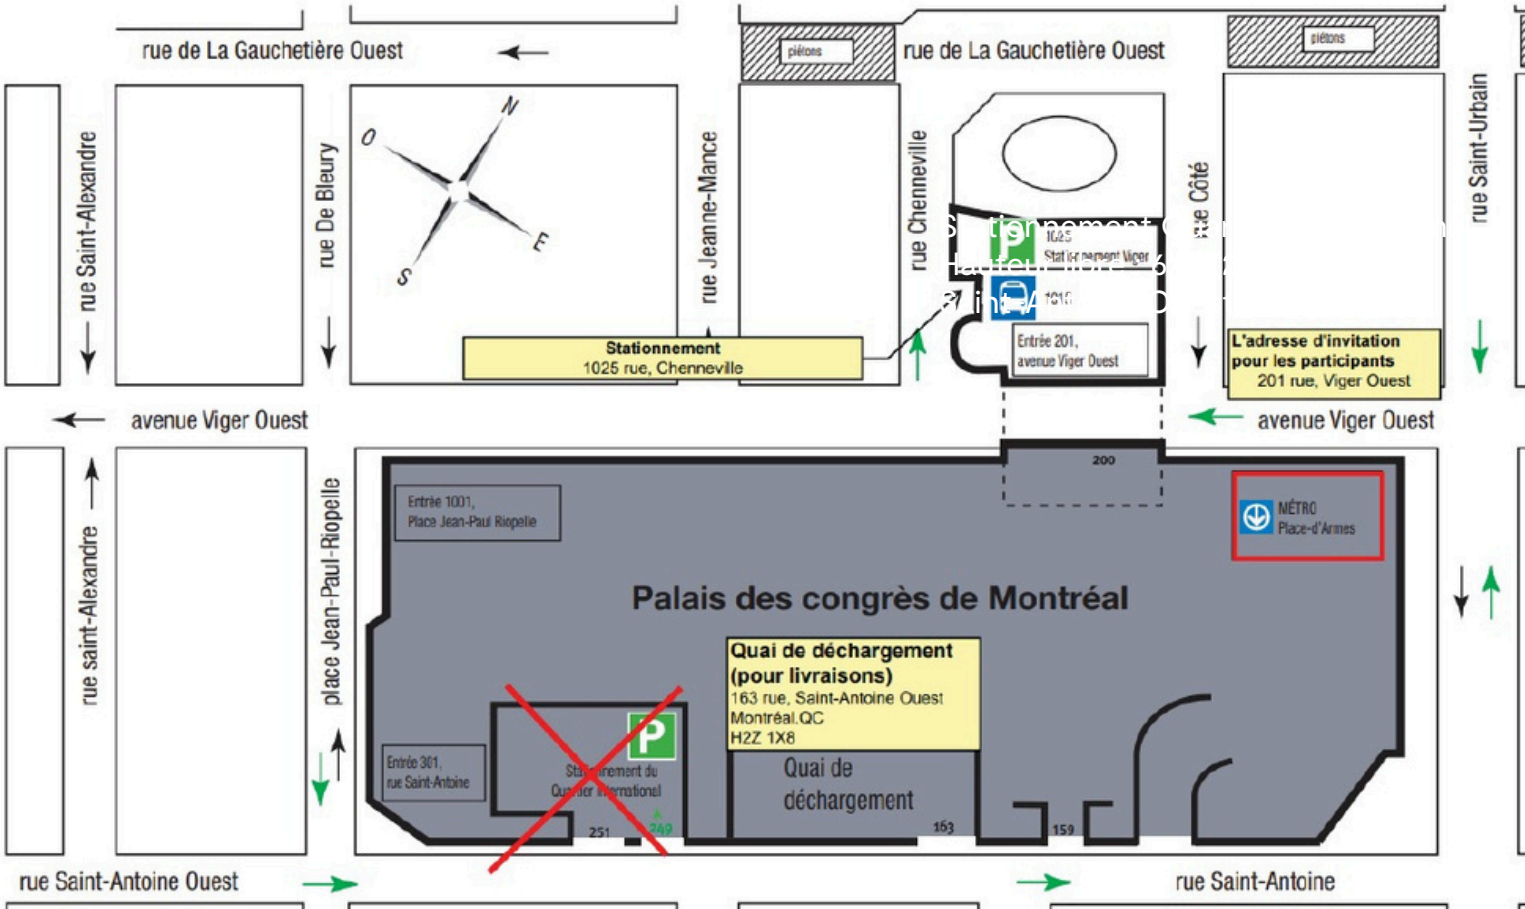 rue de La Gauchetière Ouest
piétons
rue de La Gauchetière Ouest
piétons
N
O
E
S
rue Saint-Alexandre
rue De Bleury
rue Jeanne-Mance
rue Chenneville
rue Côté
rue Saint-Urbain
P
1025
Stationnement Viger
Stationnement
1025 rue, Chenneville
Entrée 201,
avenue Viger Ouest
L'adresse d'invitation
pour les participants
201 rue, Viger Ouest
avenue Viger Ouest
avenue Viger Ouest
200
Entrée 1001,
Place Jean-Paul Riopelle
MÉTRO
Place-d'Armes
rue saint-Alexandre
place Jean-Paul-Riopelle
Palais des congrès de Montréal
Quai de déchargement
(pour livraisons)
163 rue, Saint-Antoine Ouest
Montréal.QC
H2Z 1X8
P
Stationnement du
Quartier International
Entrée 301,
rue Saint-Antoine
Quai de
déchargement
251
249
163
159
rue Saint-Antoine Ouest
rue Saint-Antoine